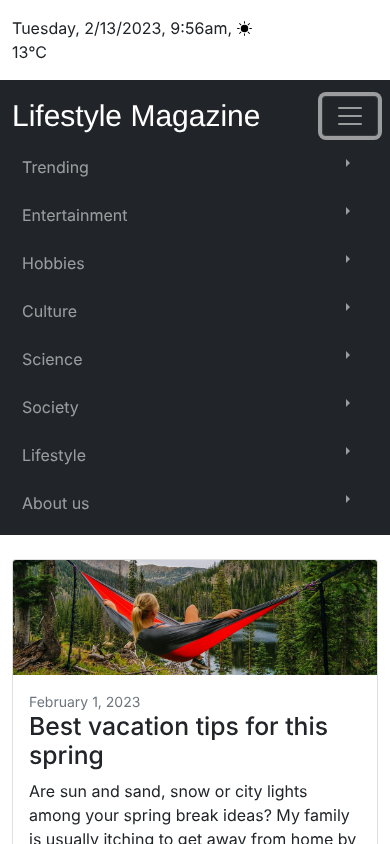 Tuesday, 2/13/2023, 9:56am, ☀
13°C
Lifestyle Magazine
Trending
Entertainment
Hobbies
Culture
Science
Society
Lifestyle
About us
February 1, 2023
Best vacation tips for this
spring
Are sun and sand, snow or city lights
among your spring break ideas? My family
is usually itching to get away from home by